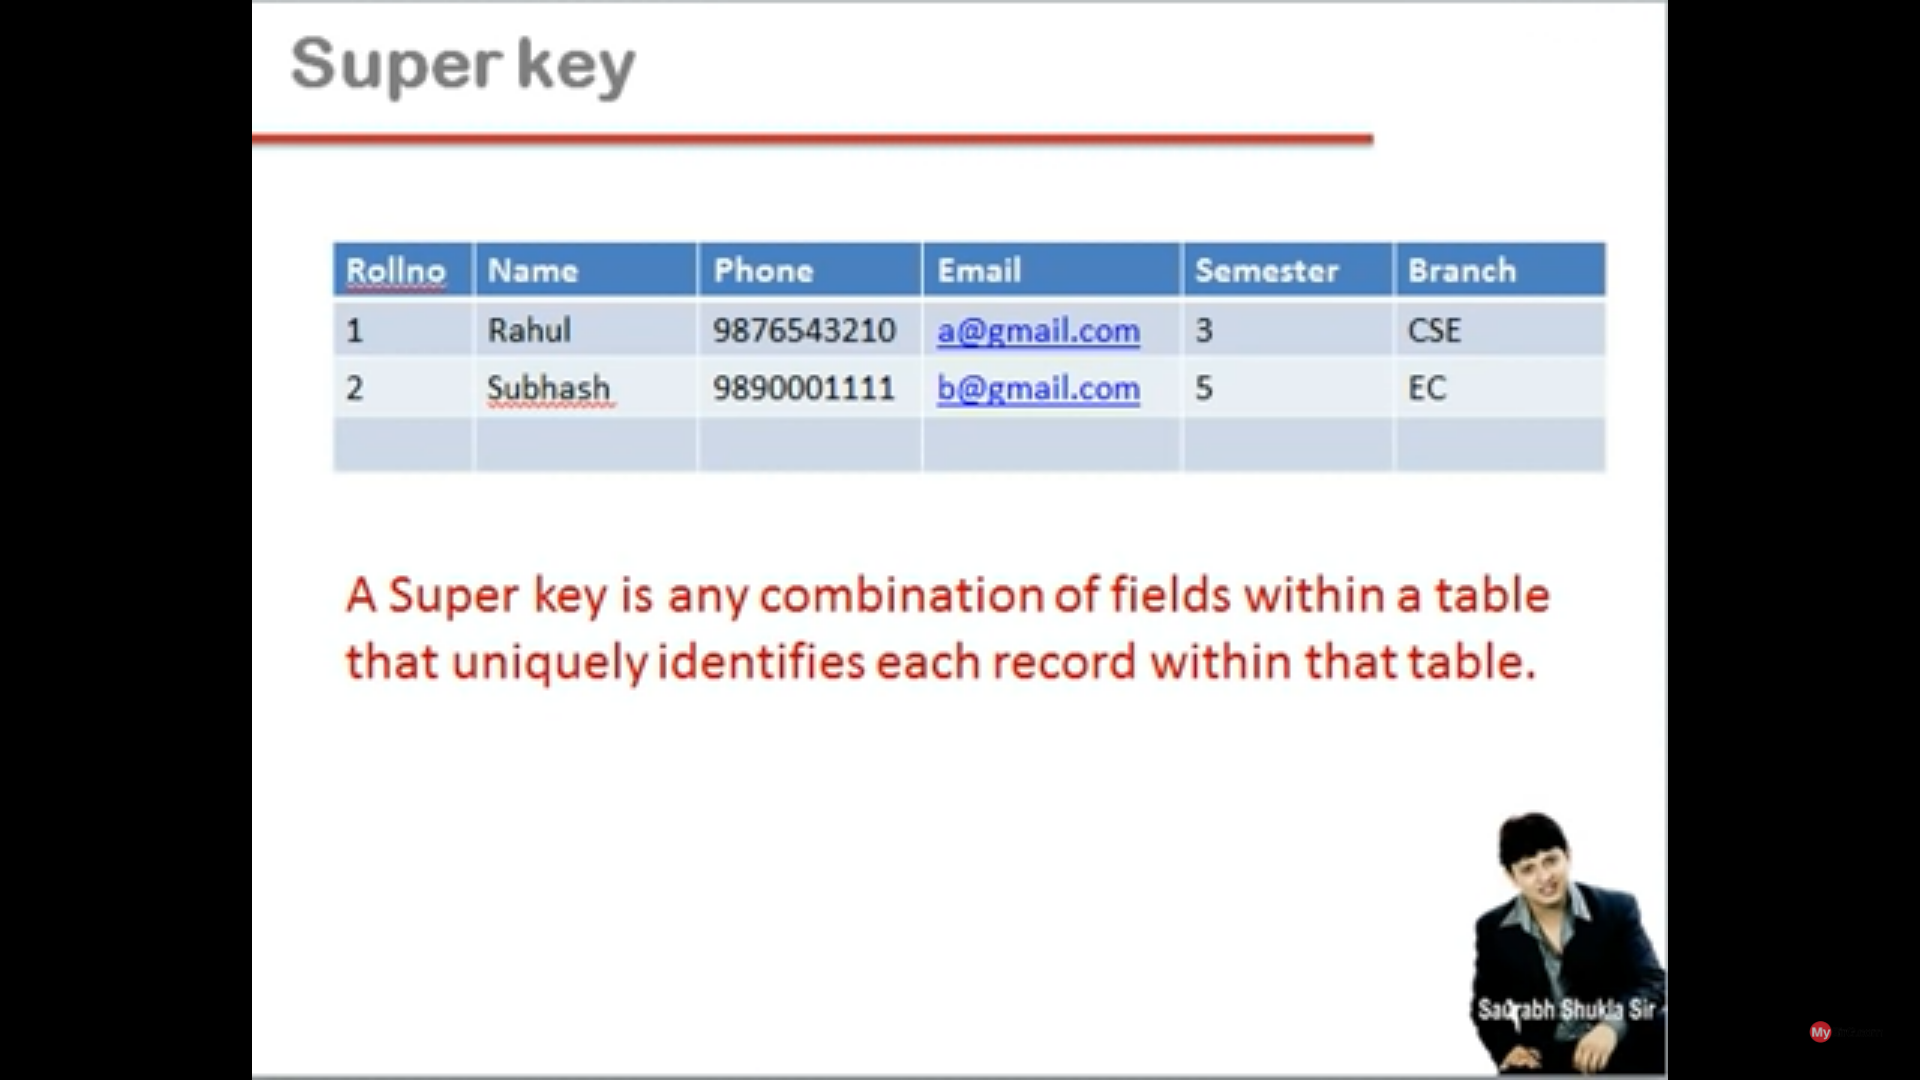 Super key
Rollno Name Phone Email Semester Branch
1 Rahul 9876543210 a@gmail.com 3 CSE
2 Subhash 9890001111 b@gmail.com 5 EC
A Super key is any combination of fields within a table
that uniquely identifies each record within that table.
Saurabh Shukla Sir
My